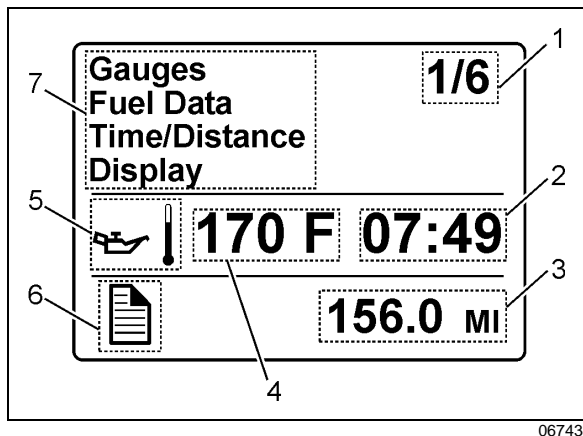 1
Gauges
1/6
7
Fuel Data
Time/Distance
Display
2
5
170 F
07:49
3
6
156.0 MI
4
06743